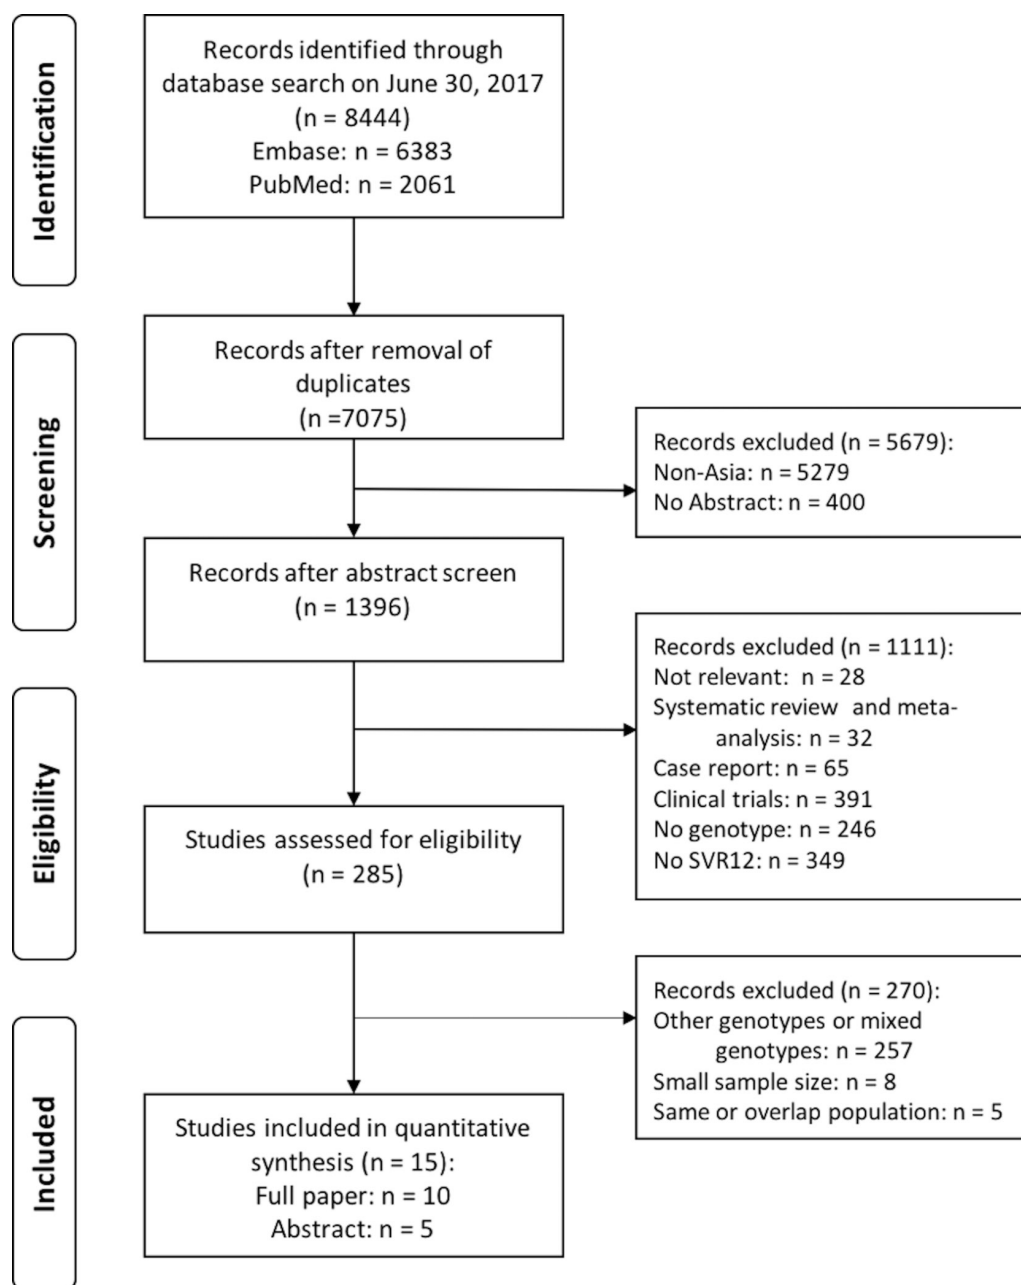 Identification
Records identified through
database search on June 30, 2017
(n = 8444)
Embase: n = 6383
PubMed: n = 2061
Screening
Records after removal of
duplicates
(n =7075)
Records excluded (n = 5679):
Non-Asia: n = 5279
No Abstract: n = 400
Records after abstract screen
(n = 1396)
Eligibility
Records excluded (n = 1111):
Not relevant: n = 28
Systematic review and meta-
analysis: n = 32
Case report: n = 65
Clinical trials: n = 391
No genotype: n = 246
No SVR12: n = 349
Studies assessed for eligibility
(n = 285)
Included
Records excluded (n = 270):
Other genotypes or mixed
genotypes: n = 257
Small sample size: n = 8
Same or overlap population: n = 5
Studies included in quantitative
synthesis (n = 15):
Full paper: n = 10
Abstract: n = 5